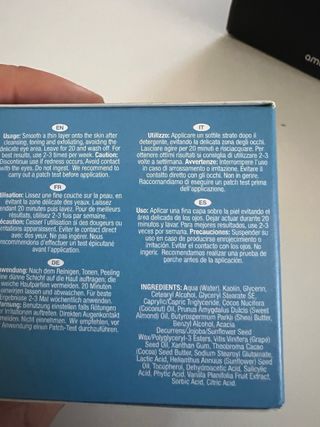 EN
Usage: Smooth a thin layer onto the skin after
cleansing, toning and exfoliating, avoiding the
delicate eye area. Leave for 20 and wash off. For
best results, use 2-3 times per week. Caution:
Discontinue use if redness occurs. Avoid contact
with the eyes. Do not ingest. We recommend to
carry out a patch test before application.
FR
ilisation: Lissez une fine couche sur la peau, en
évitant la zone délicate des yeux. Laissez
endant 20 minutes puis lavez. Pour de meilleurs
résultats, utilisez 2-3 fois par semaine.
écaution: Cessez l'utilisation si des rougeurs ou
rritations apparaissent. Eviter le contact direct
avec les yeux. Ne pas ingérer. Nous
recommendons d'effectuer un test épicutané
avant l'application.
DE
nwendung: Nach dem Reinigen, Tonen, Peeling
ine dünne Schicht auf die Haut auftragen; die
weiche Hautpartien vermeiden. 20 Minuten
einwirken lassen und abwaschen. Für beste
Ergebnisse 2-3 Mal wöchentlich anwenden.
Warnung: Benutzung einstellen falls Rötungen
r Irritationen auftreten. Direkten Augenkontakt
meiden. Nicht einnehmen. Wir empfehlen, vor
Anwendung einen Patch-Test durchzuführen.
IT
Utilizzo: Applicare un sottile strato dopo il
detergente, evitando la delicata zona degli occhi.
Lasciare agire per 20 minuti e risciacquare. Per
ottenere ottimi risultati si consiglia di utilizzare 2-3
volte a settimana. Avvertenze: interrompere l'uso
in caso di arrossamento o irritazione. Evitare il
contatto diretto con gli occhi. Non in gerire.
Raccomandiamo di eseguire un patch test prima
dell'applicazione.
ES
Uso: Aplicar una fina capa sobre la piel evitando el
área delicada de los ojos. Dejar actuar durante 20
minutos y lavar. Para mejores resultados, use 2-3
veces por semana. Precauciones: Suspender su
uso en caso de producirse enrojecimiento o
irritación. Evitar el contacto con los ojos. No
ingerir. Recomendamos realizar una prueba de
parche antes de la aplicación.
INGREDIENTS: Aqua (Water), Kaolin, Glycerin,
Cetearyl Alcohol, Glyceryl Stearate SE,
Caprylic/Capric Triglyceride, Cocos Nucifera
(Coconut) Oil, Prunus Amygdalus Dulcis (Sweet
Almond) Oil, Butyrospermum Parkii (Shea) Butter,
Benzyl Alcohol, Acacia
Decurrens/Jojoba/Sunflower Seed
Wax/Polyglyceryl-3 Esters, Vitis Vinifera (Grape)
Seed Oil, Xanthan Gum, Theobroma Cacao
(Cocoa) Seed Butter, Sodium Stearoyl Glutamate,
Lactic Acid, Helianthus Annuus (Sunflower) Seed
Oil, Tocopherol, Dehydroacetic Acid, Salicylic
Acid, Phytic Acid, Vanilla Planifolia Fruit Extract,
Sorbic Acid, Citric Acid.